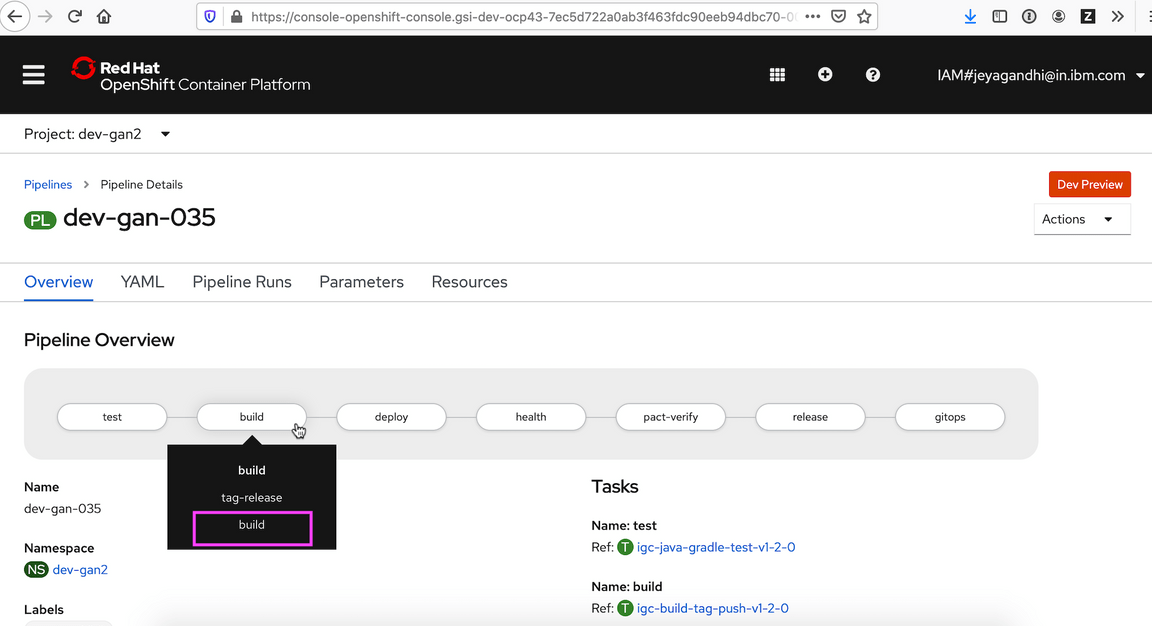 https://console-openshift-console.gsi-dev-ocp43-7ec5d722a0ab3f463fdc90eeb94dbc70-0
Red Hat
OpenShift Container Platform
IAM#jeyagandhi@in.ibm.com
Project: dev-gan2
Pipelines > Pipeline Details
Dev Preview
PL dev-gan-035
Actions
Overview YAML Pipeline Runs Parameters Resources
Pipeline Overview
test build deploy health pact-verify release gitops
build
tag-release
build
Name
dev-gan-035
Namespace
NS dev-gan2
Labels
Tasks
Name: test
Ref: T igc-java-gradle-test-v1-2-0
Name: build
Ref: T igc-build-tag-push-v1-2-0